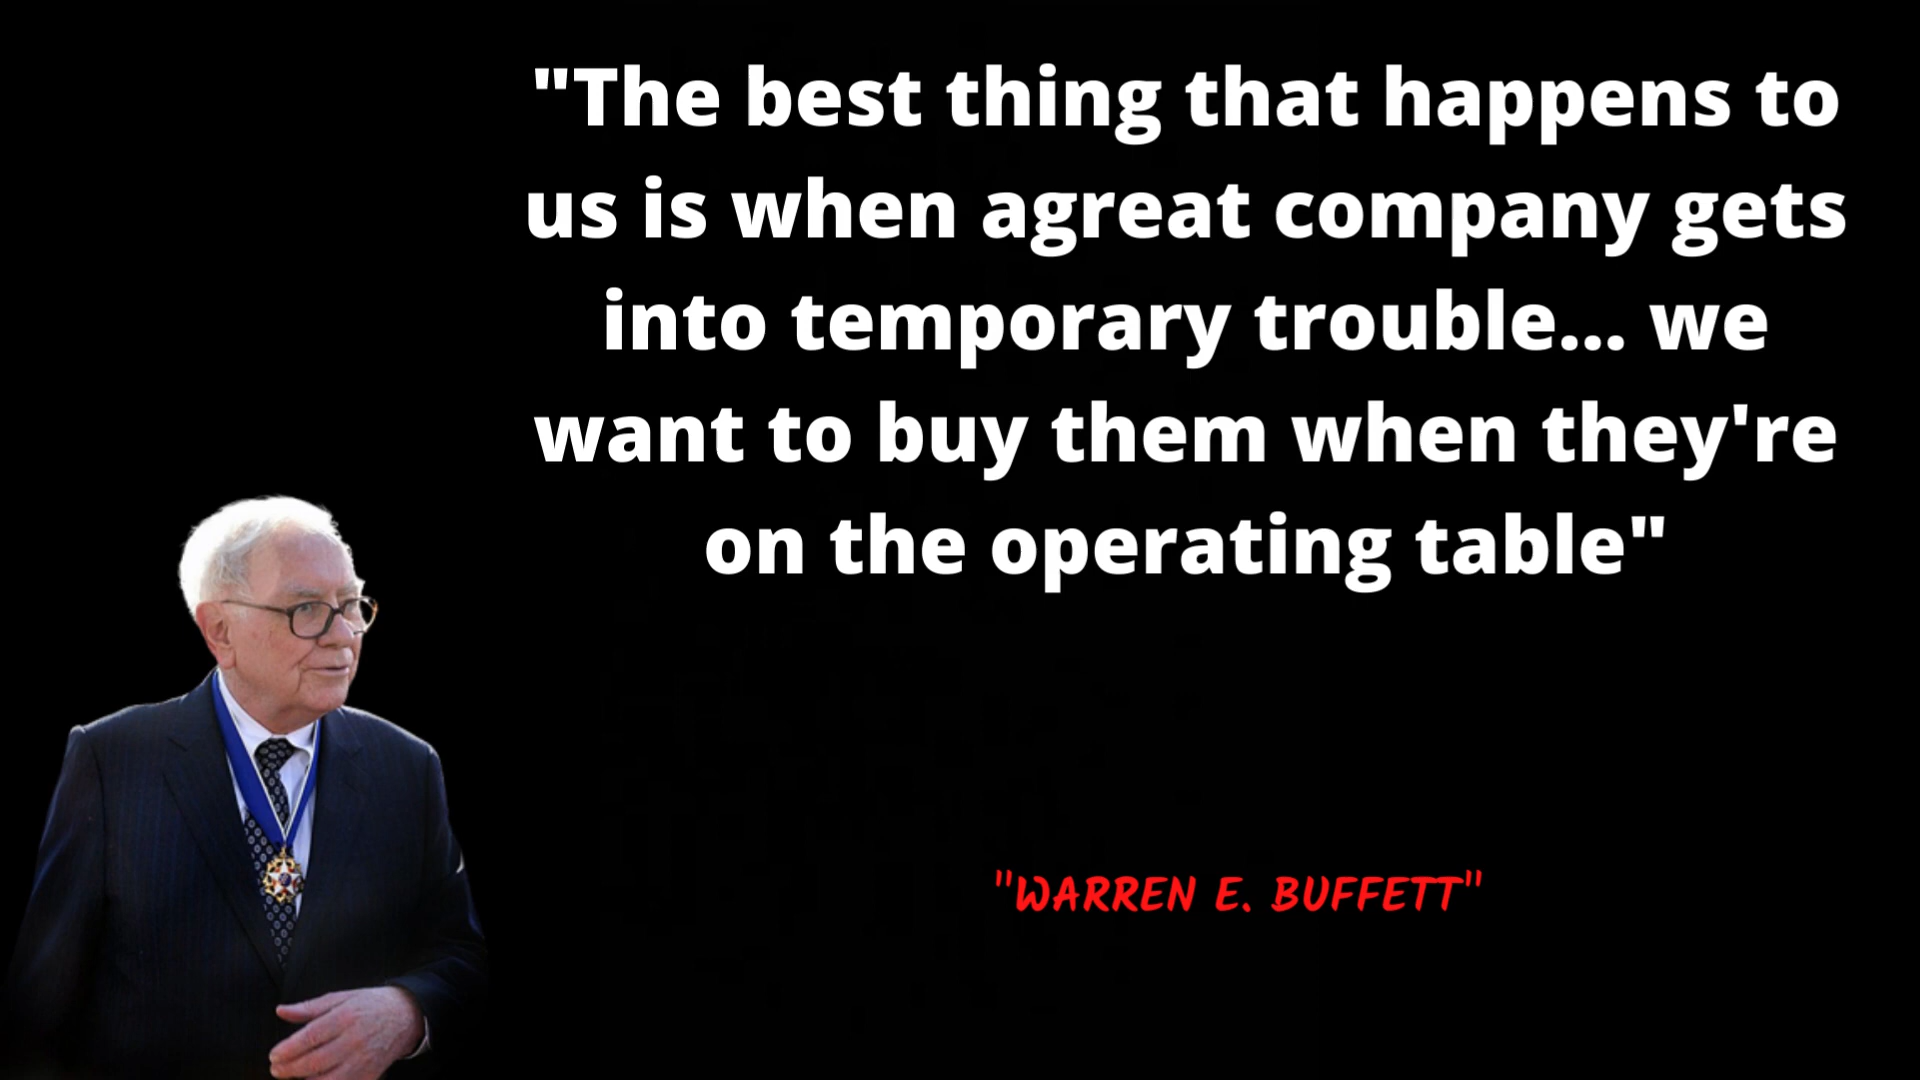 "The best thing that happens to
us is when agreat company gets
into temporary trouble... we
want to buy them when they're
on the operating table"
"WARREN E. BUFFETT"